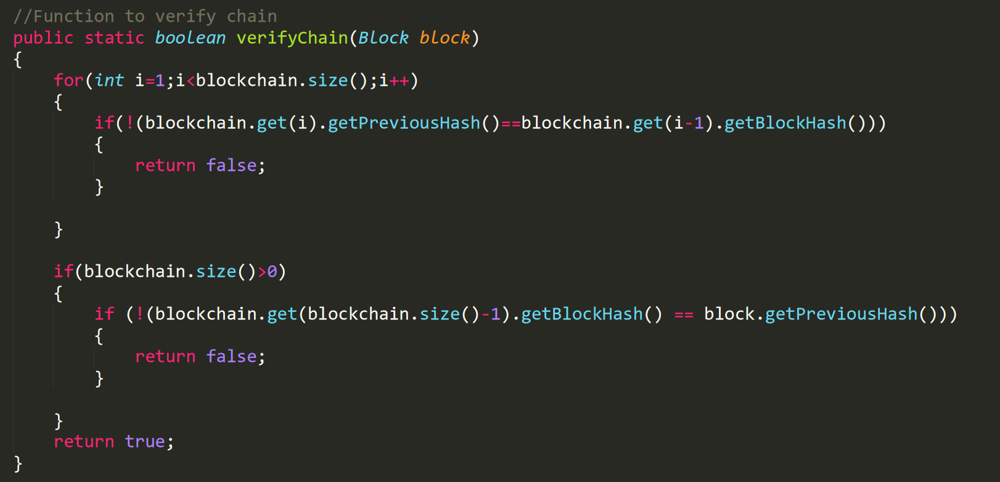 //Function to verify chain
public static boolean verifyChain(Block block)
{
    for(int i=1;i<blockchain.size();i++)
    {
        if(!(blockchain.get(i).getPreviousHash()==blockchain.get(i-1).getBlockHash()))
        {
            return false;
        }

    }

    if(blockchain.size()>0)
    {
        if (!(blockchain.get(blockchain.size()-1).getBlockHash() == block.getPreviousHash()))
        {
            return false;
        }

    }
    return true;
}